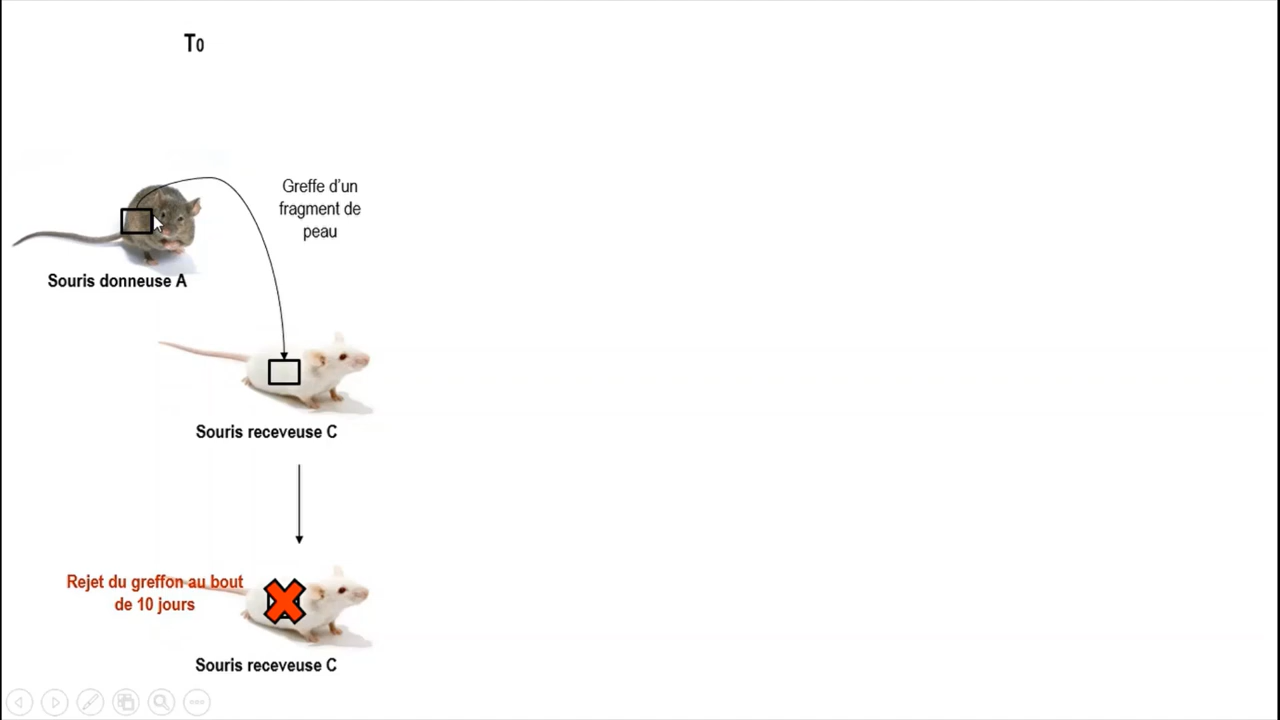 T0
Greffe d'un
fragment de
peau
Souris donneuse A
Souris receveuse C
Rejet du greffon au bout
de 10 jours
Souris receveuse C